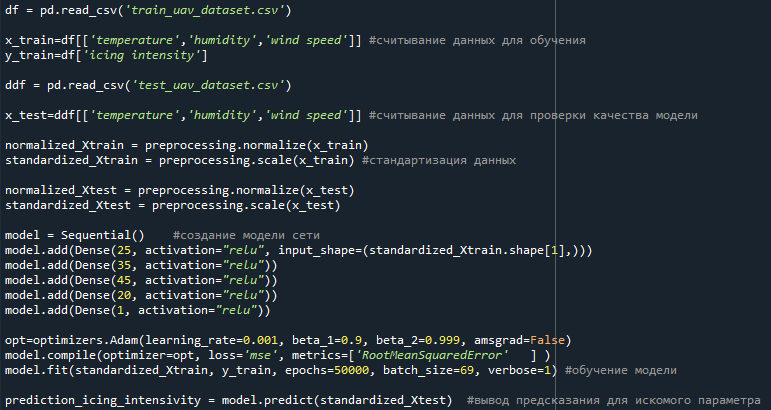 df = pd.read_csv('train_uav_dataset.csv')
x_train=df[['temperature','humidity','wind speed']] #считывание данных для обучения
y_train=df['icing intensity']
ddf = pd.read_csv('test_uav_dataset.csv')
x_test=ddf[['temperature','humidity','wind speed']] #считывание данных для проверки качества модели
normalized_Xtrain = preprocessing.normalize(x_train)
standardized_Xtrain = preprocessing.scale(x_train) #стандартизация данных
normalized_Xtest = preprocessing.normalize(x_test)
standardized_Xtest = preprocessing.scale(x_test)
model = Sequential()    #создание модели сети
model.add(Dense(25, activation="relu", input_shape=(standardized_Xtrain.shape[1],)))
model.add(Dense(35, activation="relu"))
model.add(Dense(45, activation="relu"))
model.add(Dense(20, activation="relu"))
model.add(Dense(1, activation="relu"))
opt=optimizers.Adam(learning_rate=0.001, beta_1=0.9, beta_2=0.999, amsgrad=False)
model.compile(optimizer=opt, loss='mse', metrics=['RootMeanSquaredError'   ] )
model.fit(standardized_Xtrain, y_train, epochs=50000, batch_size=69, verbose=1) #обучение модели
prediction_icing_intensivity = model.predict(standardized_Xtest)  #вывод предсказания для искомого параметра